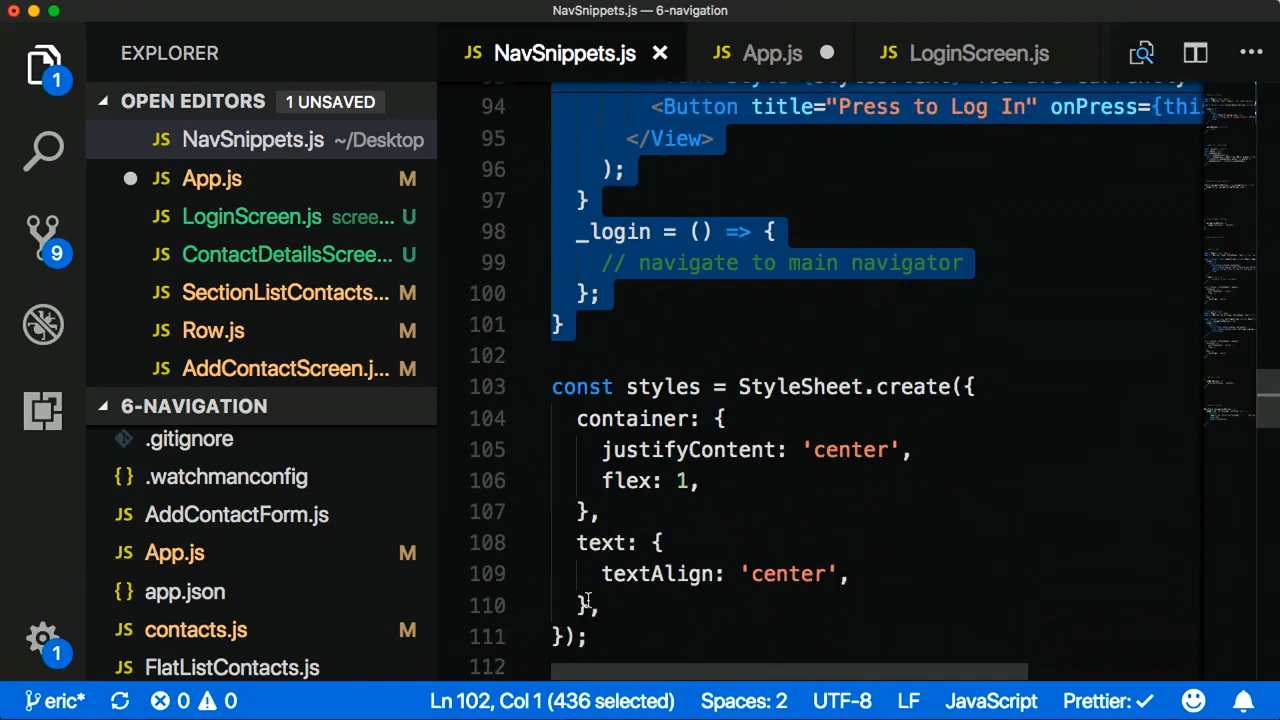 NavSnippets.js — 6-navigation
EXPLORER
JS NavSnippets.js ×
JS App.js
JS LoginScreen.js
OPEN EDITORS 1 UNSAVED
JS NavSnippets.js ~/Desktop
JS App.js M
JS LoginScreen.js scree... U
JS ContactDetailsScree... U
JS SectionListContacts... M
JS Row.js M
JS AddContactScreen.j... M
6-NAVIGATION
.gitignore
{} .watchmanconfig
JS AddContactForm.js
JS App.js M
{} app.json
JS contacts.js M
JS FlatListContacts.js
1
9
1
94 <Button title="Press to Log In" onPress={this
95 </View>
96 );
97 }
98 _login = () => {
99 // navigate to main navigator
100 };
101 }
102
103 const styles = StyleSheet.create({
104 container: {
105 justifyContent: 'center',
106 flex: 1,
107 },
108 text: {
109 textAlign: 'center',
110 },
111 });
112
eric* 0 0 Ln 102, Col 1 (436 selected) Spaces: 2 UTF-8 LF JavaScript Prettier: ✓